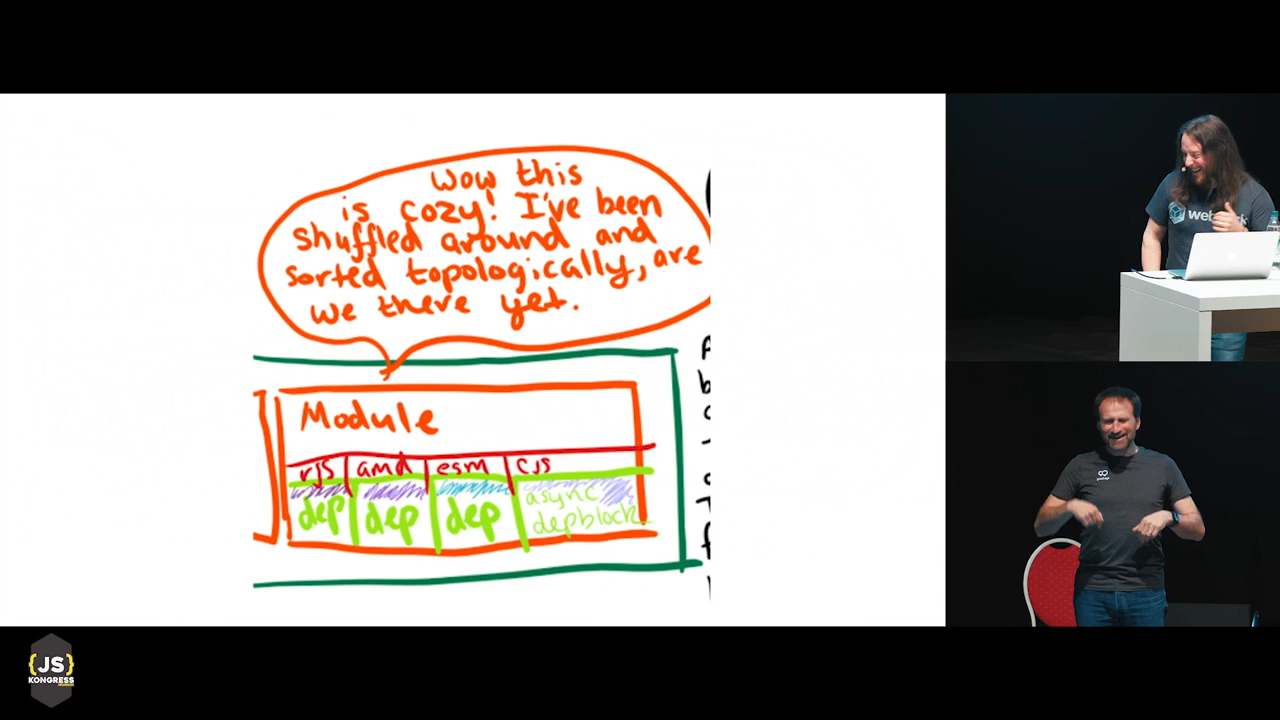 Wow this
is cozy! I've been
shuffled around and
sorted topologically, are
we there yet.
Module
rjs amd esm cjs
dep dep dep async
depblock
webpack
{JS}
KONGRESS